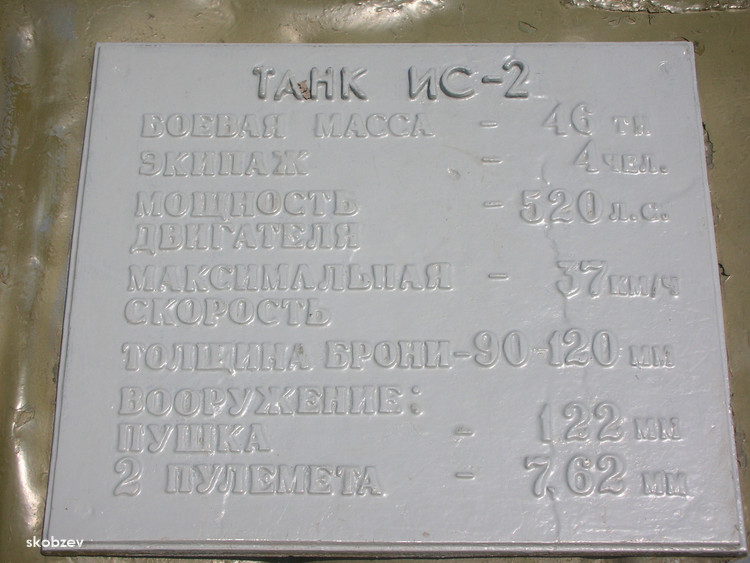 ТАНК ИС-2
БОЕВАЯ МАССА - 46 ТН
ЭКИПАЖ - 4 ЧЕЛ.
МОЩНОСТЬ - 520 Л.С.
ДВИГАТЕЛЯ
МАКСИМАЛЬНАЯ - 37 КМ/Ч
СКОРОСТЬ
ТОЛЩИНА БРОНИ - 90-120 ММ
ВООРУЖЕНИЕ:
ПУШКА - 122 ММ
2 ПУЛЕМЕТА - 7,62 ММ
skobzev